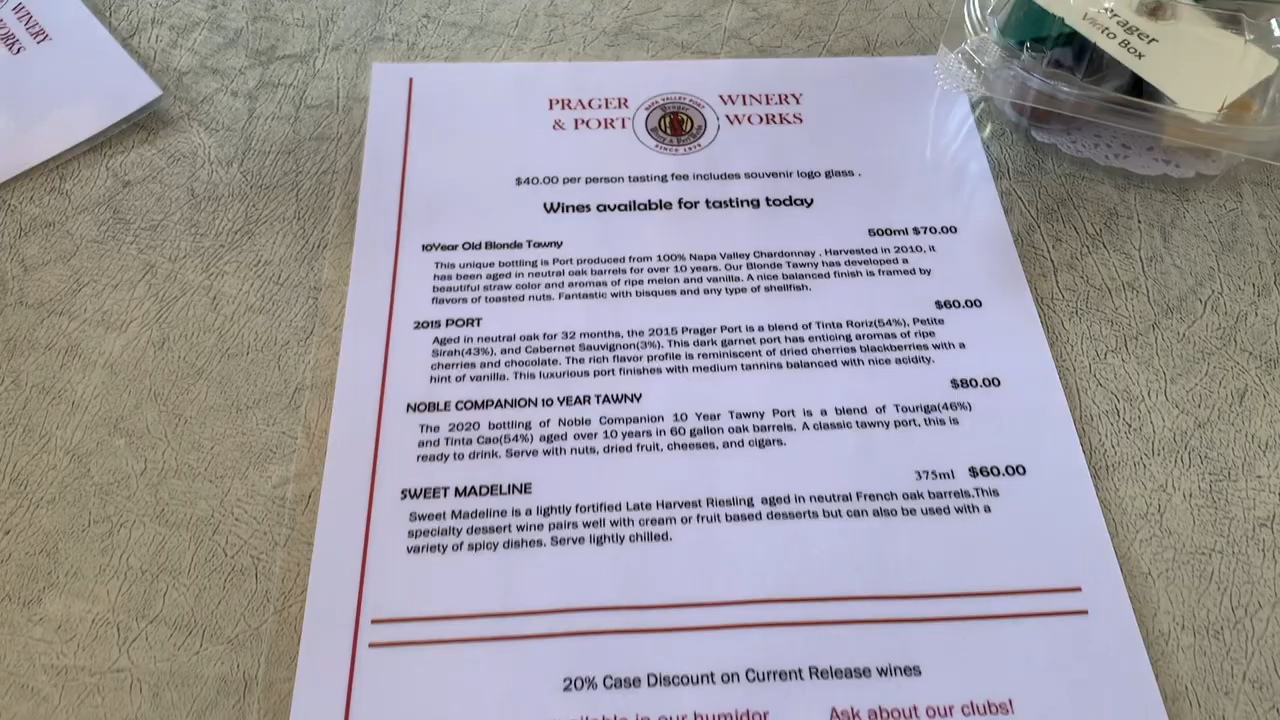 WINERY
WORKS
Prager
Vinto Box
PRAGER WINERY
& PORT WORKS
NAPA VALLEY PORT
Prager
Winery & Port Works
SINCE 1979
$40.00 per person tasting fee includes souvenir logo glass .
Wines available for tasting today
10Year Old Blonde Tawny 500ml $70.00
This unique bottling is Port produced from 100% Napa Valley Chardonnay . Harvested in 2010, it
has been aged in neutral oak barrels for over 10 years. Our Blonde Tawny has developed a
beautiful straw color and aromas of ripe melon and vanilla. A nice balanced finish is framed by
flavors of toasted nuts. Fantastic with bisques and any type of shellfish.
2015 PORT $60.00
Aged in neutral oak for 32 months, the 2015 Prager Port is a blend of Tinta Roriz(54%), Petite
Sirah(43%), and Cabernet Sauvignon(3%). This dark garnet port has enticing aromas of ripe
cherries and chocolate. The rich flavor profile is reminiscent of dried cherries blackberries with a
hint of vanilla. This luxurious port finishes with medium tannins balanced with nice acidity.
NOBLE COMPANION 10 YEAR TAWNY $80.00
The 2020 bottling of Noble Companion 10 Year Tawny Port is a blend of Touriga(46%)
and Tinta Cao(54%) aged over 10 years in 60 gallon oak barrels. A classic tawny port, this is
ready to drink. Serve with nuts, dried fruit, cheeses, and cigars.
SWEET MADELINE 375ml $60.00
Sweet Madeline is a lightly fortified Late Harvest Riesling aged in neutral French oak barrels.This
specialty dessert wine pairs well with cream or fruit based desserts but can also be used with a
variety of spicy dishes. Serve lightly chilled.
20% Case Discount on Current Release wines
in our humidor Ask about our clubs!